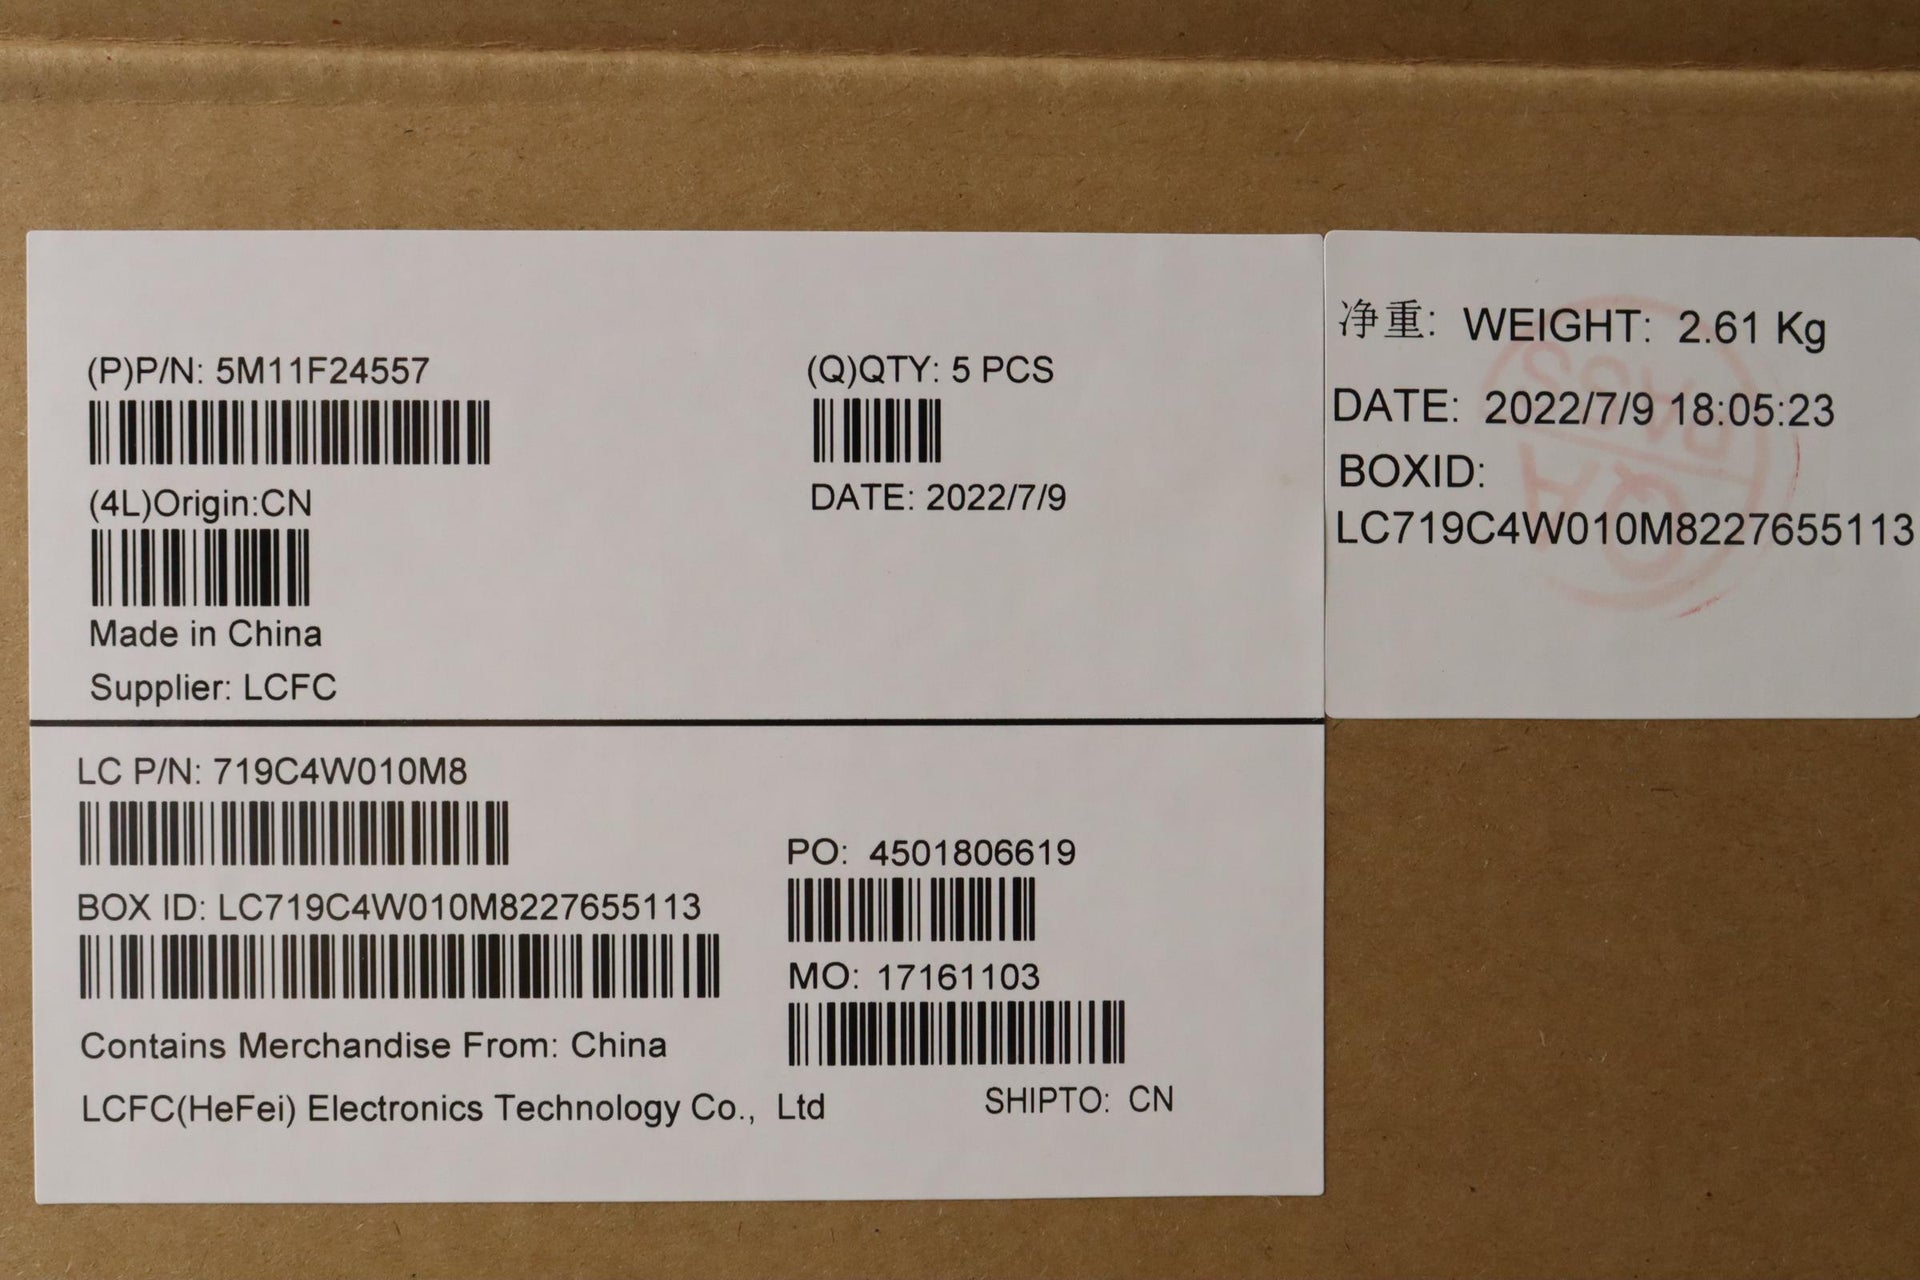 (P)P/N: 5M11F24557
(Q)QTY: 5 PCS
(4L)Origin:CN
DATE: 2022/7/9
Made in China
Supplier: LCFC
LC P/N: 719C4W010M8
PO: 4501806619
BOX ID: LC719C4W010M8227655113
MO: 17161103
Contains Merchandise From: China
LCFC(HeFei) Electronics Technology Co., Ltd
SHIPTO: CN
净重: WEIGHT: 2.61 Kg
DATE: 2022/7/9 18:05:23
BOXID:
LC719C4W010M8227655113
QA
PASS